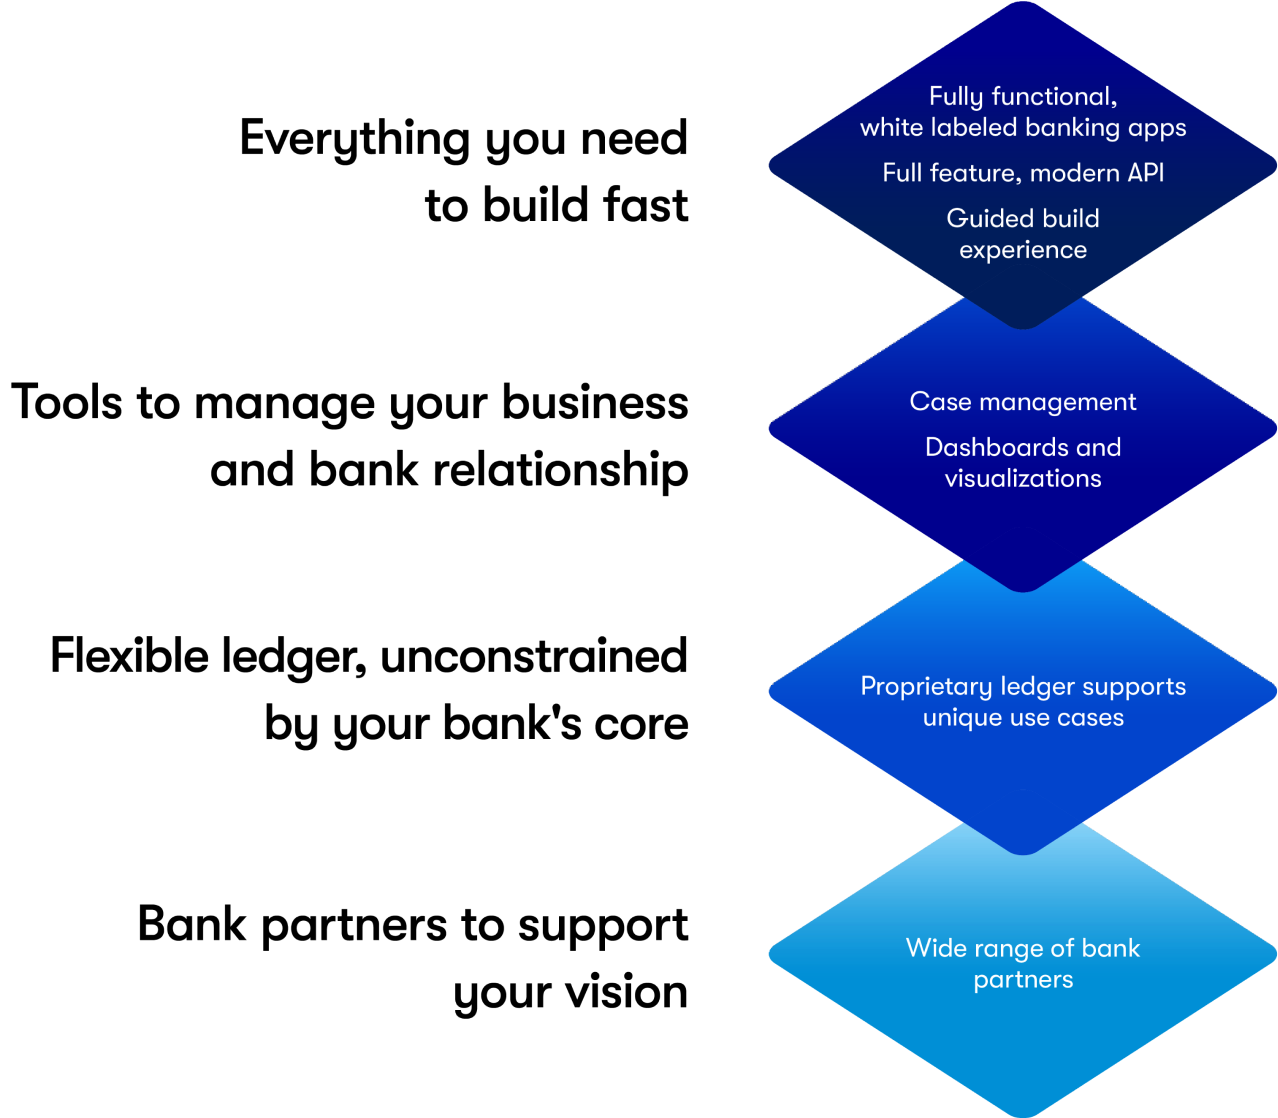 Everything you need
to build fast
Fully functional,
white labeled banking apps
Full feature, modern API
Guided build
experience
Tools to manage your business
and bank relationship
Case management
Dashboards and
visualizations
Flexible ledger, unconstrained
by your bank's core
Proprietary ledger supports
unique use cases
Bank partners to support
your vision
Wide range of bank
partners